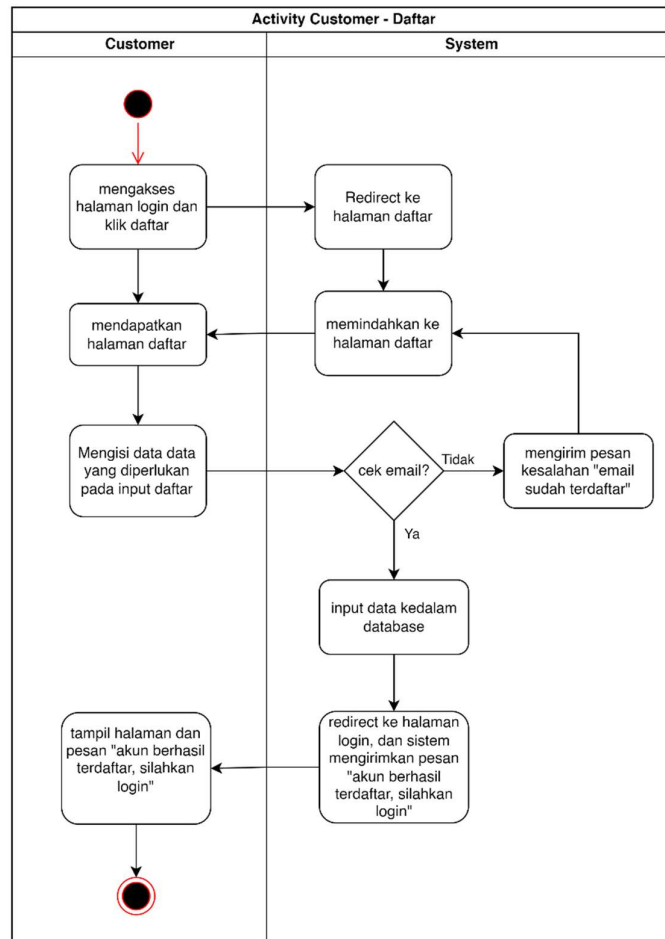 Activity Customer - Daftar
Customer
System
mengakses
halaman login dan
klik daftar
Redirect ke
halaman daftar
mendapatkan
halaman daftar
memindahkan ke
halaman daftar
Mengisi data data
yang diperlukan
pada input daftar
cek email?
Tidak
mengirim pesan
kesalahan "email
sudah terdaftar"
Ya
input data kedalam
database
tampil halaman dan
pesan "akun berhasil
terdaftar, silahkan
login"
redirect ke halaman
login, dan sistem
mengirimkan pesan
"akun berhasil
terdaftar, silahkan
login"